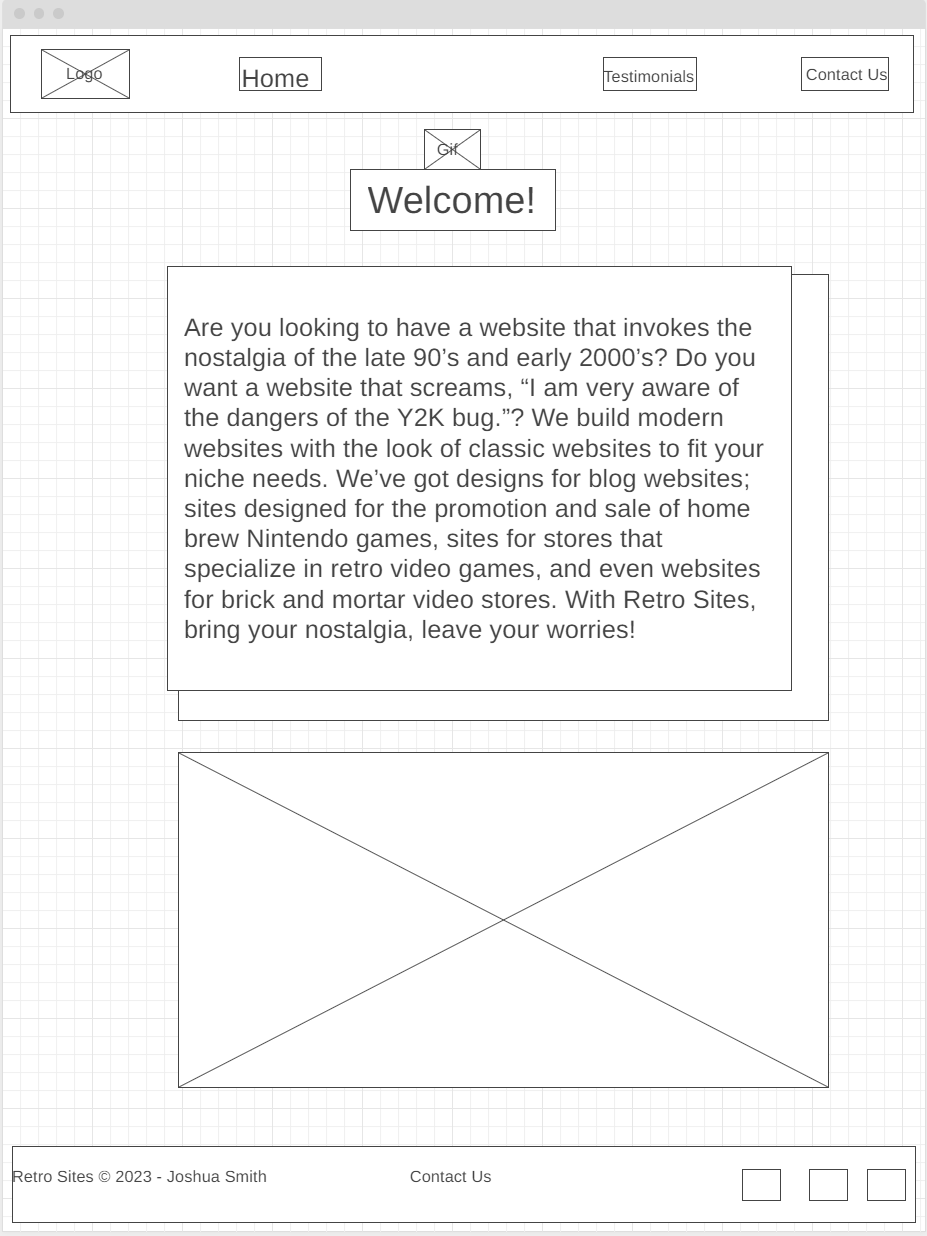 Logo
Home
Testimonials
Contact Us
Gif
Welcome!
Are you looking to have a website that invokes the
nostalgia of the late 90’s and early 2000’s? Do you
want a website that screams, “I am very aware of
the dangers of the Y2K bug.”? We build modern
websites with the look of classic websites to fit your
niche needs. We’ve got designs for blog websites;
sites designed for the promotion and sale of home
brew Nintendo games, sites for stores that
specialize in retro video games, and even websites
for brick and mortar video stores. With Retro Sites,
bring your nostalgia, leave your worries!
Retro Sites © 2023 - Joshua Smith
Contact Us